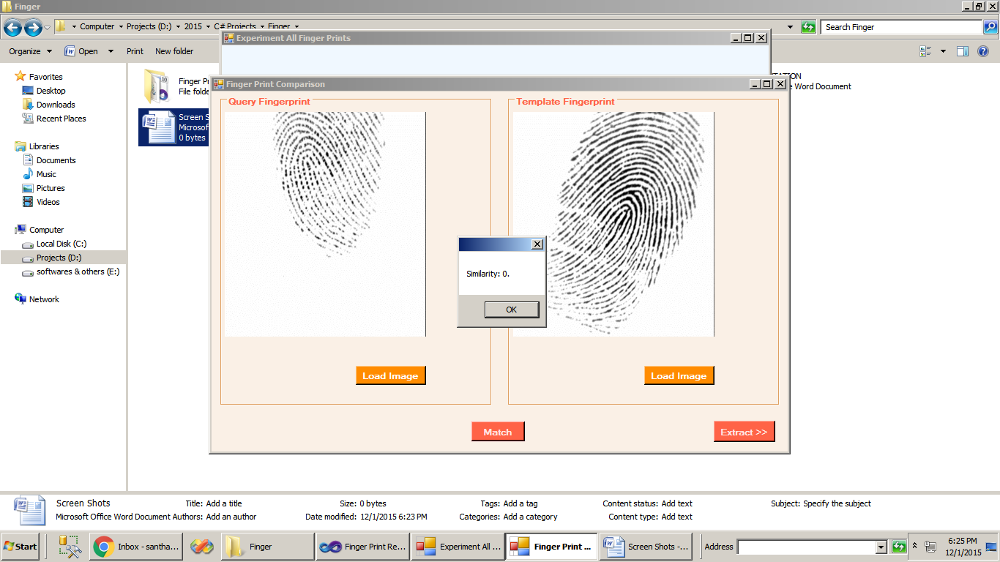 Finger
Computer Projects (D:) 2015 C# Projects Finger
Search Finger
Experiment All Finger Prints
Organize Open Print New folder
Favorites
Desktop
Downloads
Recent Places
Libraries
Documents
Music
Pictures
Videos
Computer
Local Disk (C:)
Projects (D:)
softwares & others (E:)
Network
Finger
File folde
Screen S
Microsof
0 bytes
Word Document
Finger Print Comparison
Query Fingerprint
Template Fingerprint
Similarity: 0.
OK
Load Image
Load Image
Match
Extract >>
Screen Shots
Title: Add a title
Size: 0 bytes
Tags: Add a tag
Content status: Add text
Subject: Specify the subject
Microsoft Office Word Document
Authors: Add an author
Date modified: 12/1/2015 6:23 PM
Categories: Add a category
Content type: Add text
Start
Inbox - santha...
Finger
Finger Print Re...
Experiment All ...
Finger Print ...
Screen Shots -...
Address
6:25 PM
12/1/2015